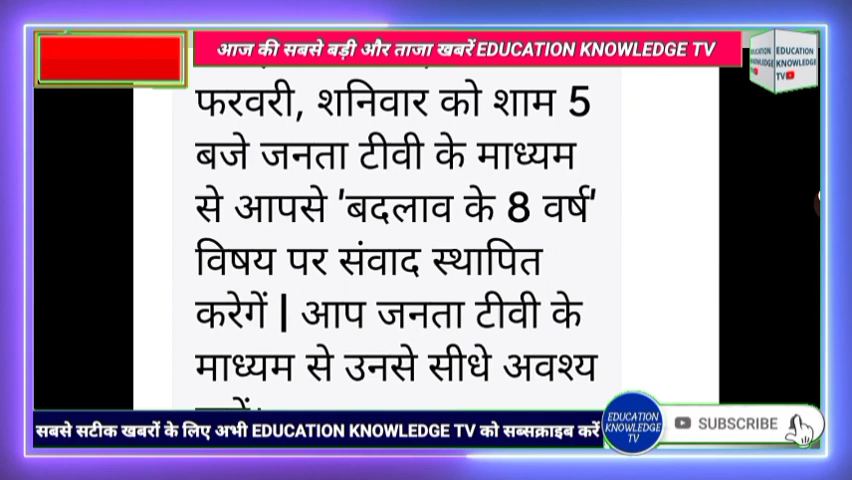 आज की सबसे बड़ी और ताजा खबरें EDUCATION KNOWLEDGE TV
EDUCATION
KNOWLEDGE
TV
फरवरी, शनिवार को शाम 5
बजे जनता टीवी के माध्यम
से आपसे 'बदलाव के 8 वर्ष'
विषय पर संवाद स्थापित
करेगें | आप जनता टीवी के
माध्यम से उनसे सीधे अवश्य
सबसे सटीक खबरों के लिए अभी EDUCATION KNOWLEDGE TV को सब्सक्राइब करें
EDUCATION
KNOWLEDGE
TV
SUBSCRIBE